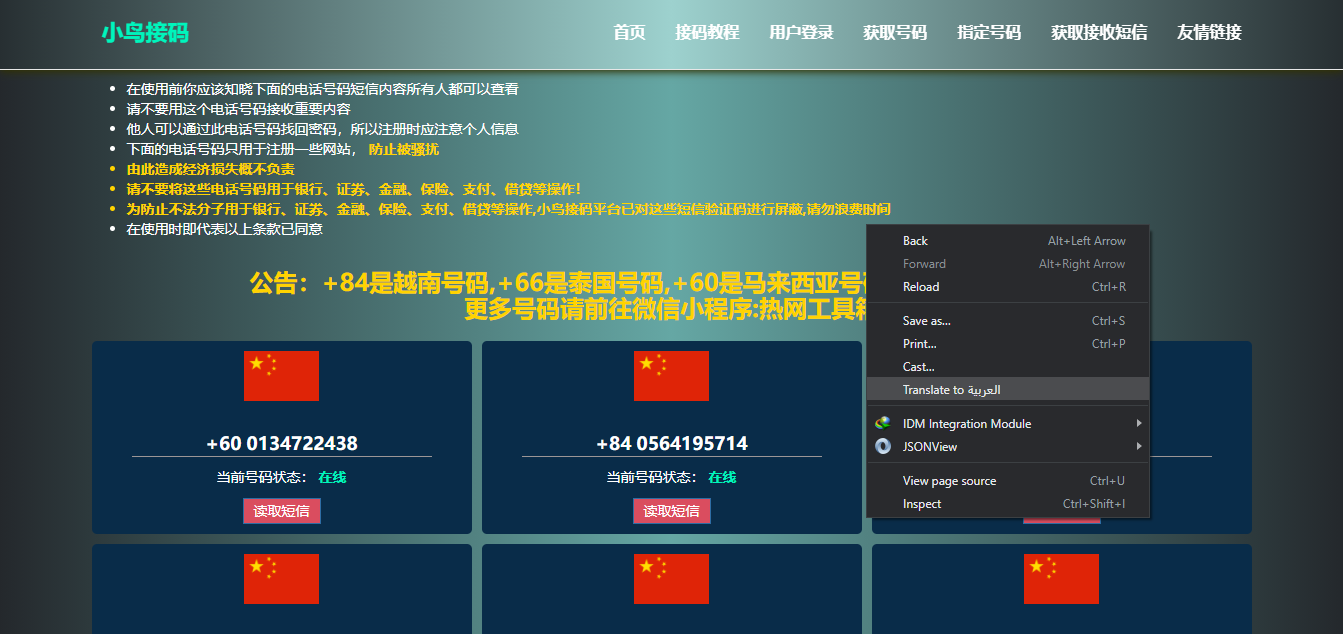 小鸟接码
首页 接码教程 用户登录 获取号码 指定号码 获取接收短信 友情链接
在使用前你应该知晓下面的电话号码短信内容所有人都可以查看
请不要用这个电话号码接收重要内容
他人可以通过此电话号码找回密码，所以注册时应注意个人信息
下面的电话号码只用于注册一些网站， 防止被骚扰
由此造成经济损失概不负责
请不要将这些电话号码用于银行、证券、金融、保险、支付、借贷等操作！
为防止不法分子用于银行、证券、金融、保险、支付、借贷等操作,小鸟接码平台已对这些短信验证码进行屏蔽,请勿浪费时间
在使用时即代表以上条款已同意
公告：+84是越南号码,+66是泰国号码,+60是马来西亚号
更多号码请前往微信小程序:热网工具
+60 0134722438
当前号码状态： 在线
读取短信
+84 0564195714
当前号码状态： 在线
读取短信
Back Alt+Left Arrow
Forward Alt+Right Arrow
Reload Ctrl+R
Save as... Ctrl+S
Print... Ctrl+P
Cast...
Translate to العربية
IDM Integration Module
JSONView
View page source Ctrl+U
Inspect Ctrl+Shift+I